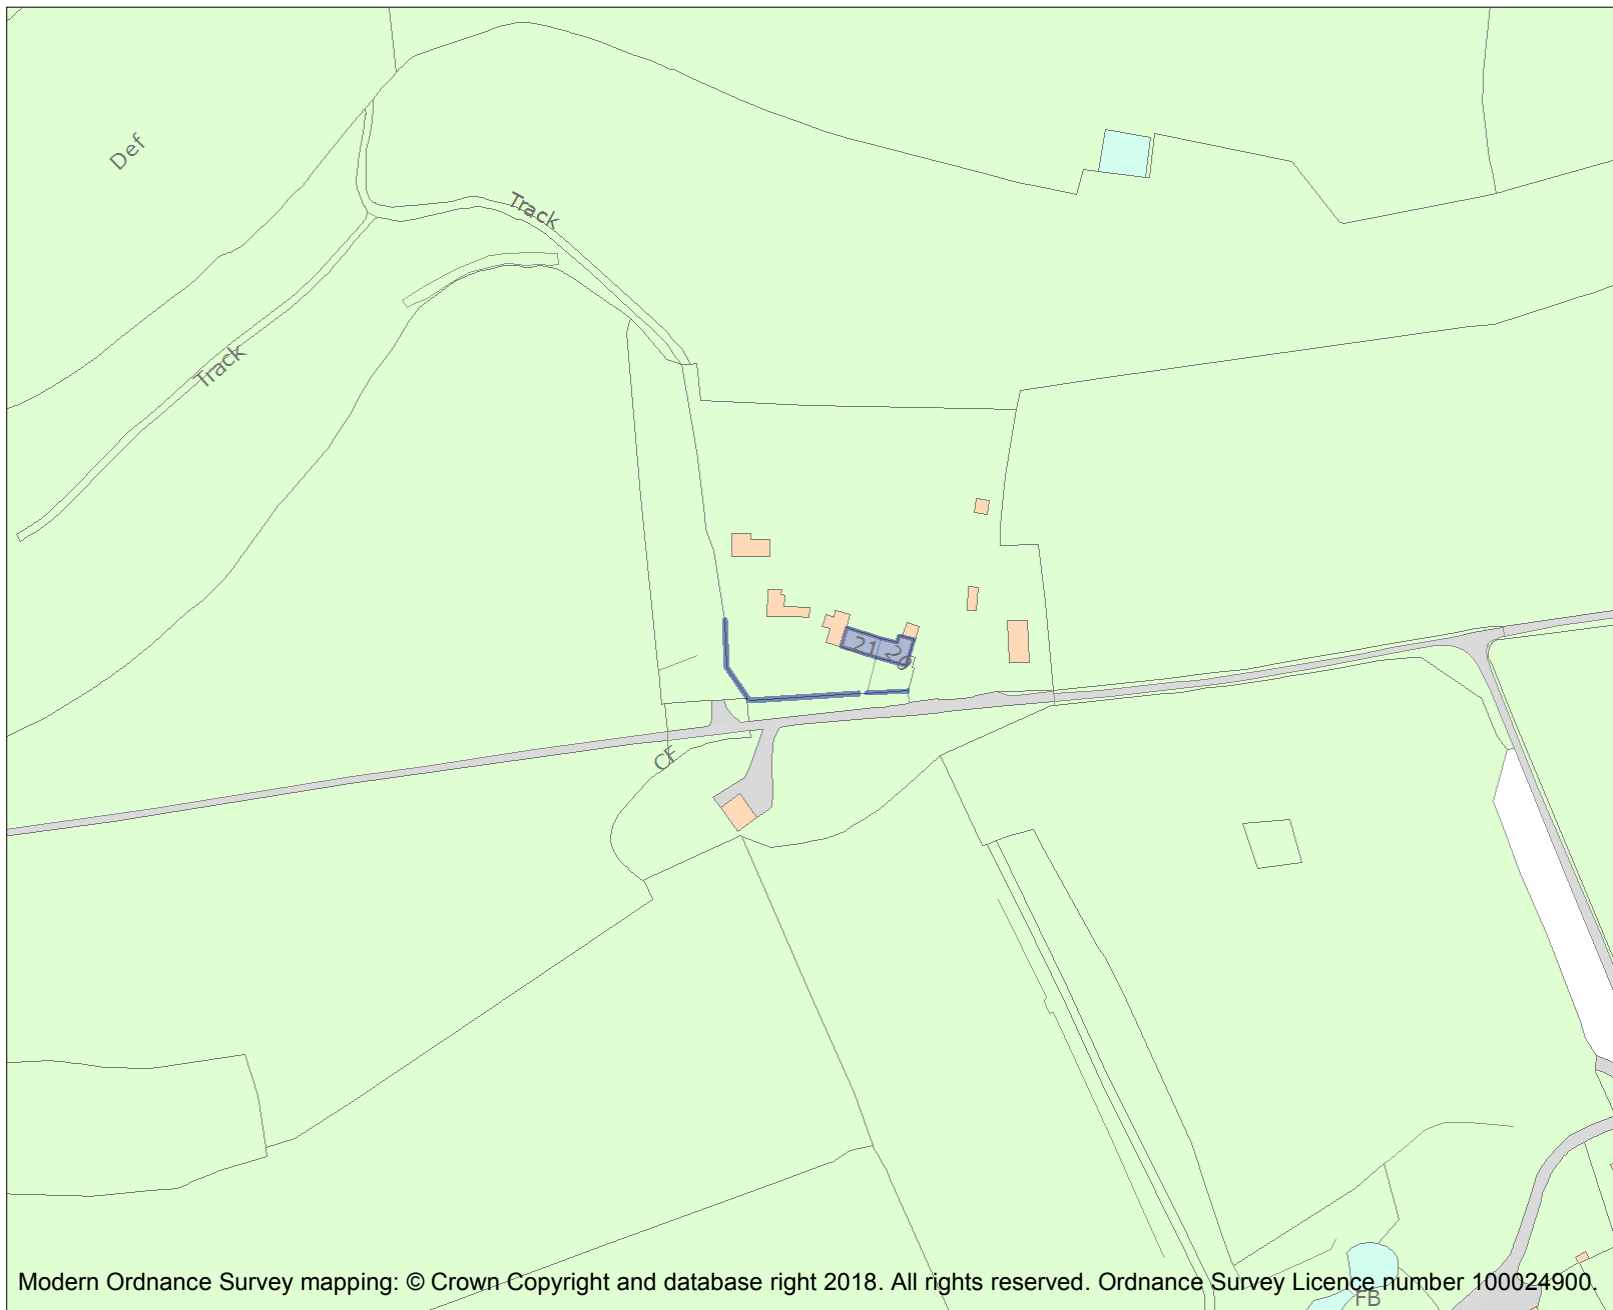 Def
Track
Track
21 20
CF
Modern Ordnance Survey mapping: © Crown Copyright and database right 2018. All rights reserved. Ordnance Survey Licence number 100024900.
FB